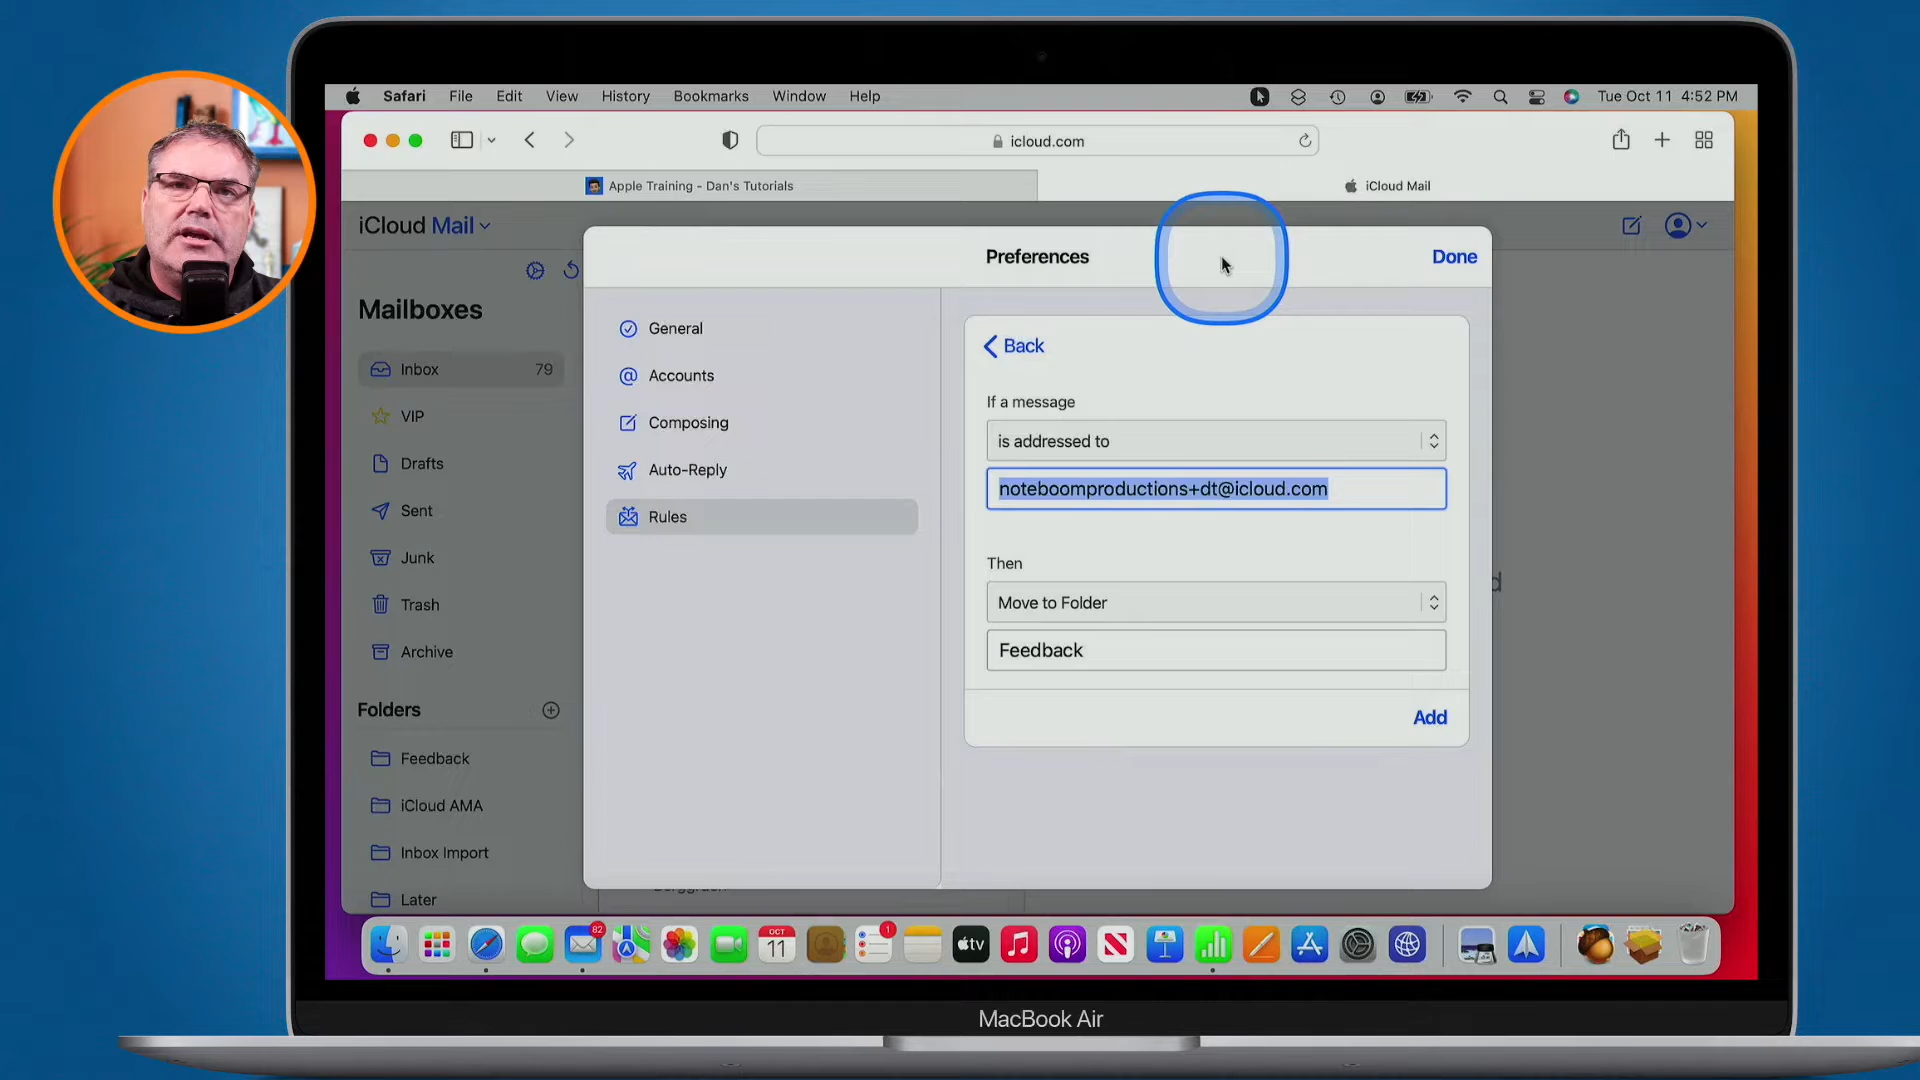 Safari File Edit View History Bookmarks Window Help Tue Oct 11 4:52 PM
icloud.com
Apple Training - Dan's Tutorials
iCloud Mail
iCloud Mail
Preferences
Done
Mailboxes
Inbox 79
VIP
Drafts
Sent
Junk
Trash
Archive
Folders
Feedback
iCloud AMA
Inbox Import
Later
General
Accounts
Composing
Auto-Reply
Rules
Back
If a message
is addressed to
noteboomproductions+dt@icloud.com
Then
Move to Folder
Feedback
Add
82
OCT
11
1
tv
MacBook Air